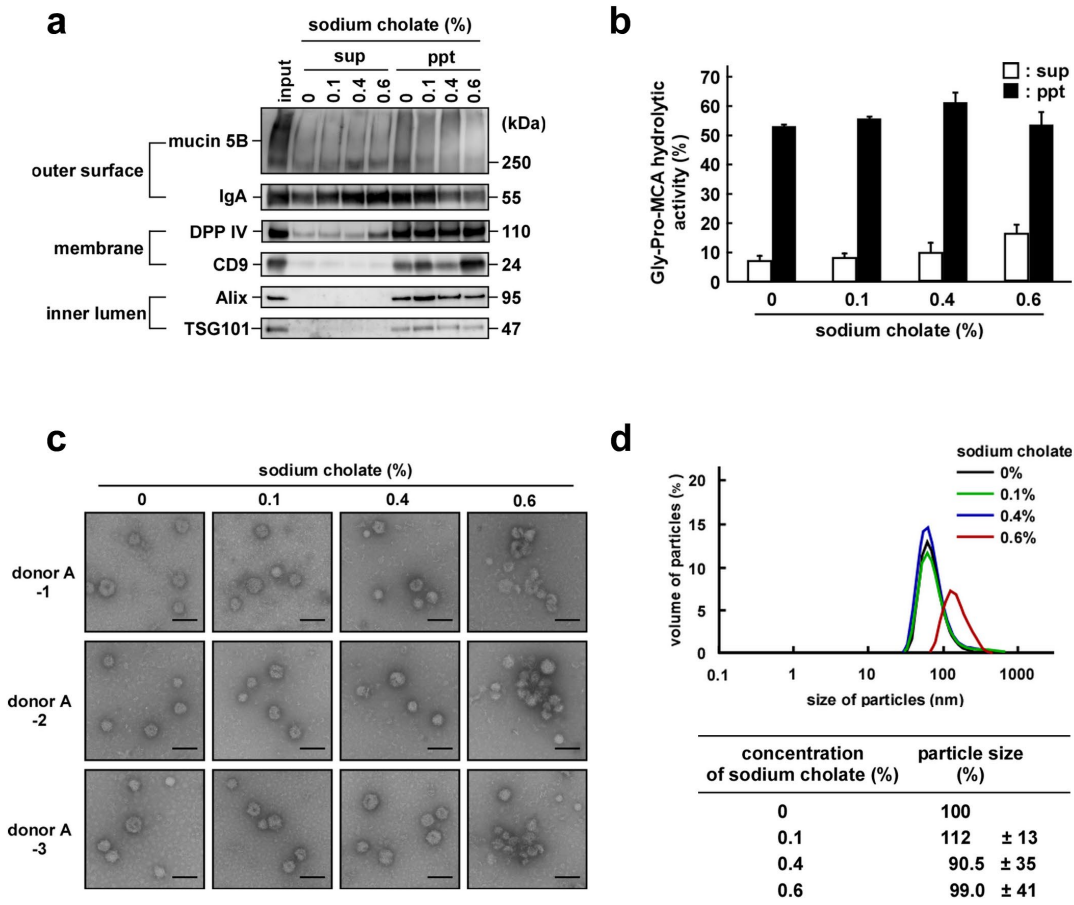 a
sodium cholate (%)
sup ppt
input 0 0.1 0.4 0.6 0 0.1 0.4 0.6
(kDa)
mucin 5B
250
outer surface
IgA 55
DPP IV 110
membrane
CD9 24
Alix 95
inner lumen
TSG101 47
b
: sup
: ppt
Gly-Pro-MCA hydrolytic
activity (%)
70
60
50
40
30
20
10
0
0 0.1 0.4 0.6
sodium cholate (%)
c
sodium cholate (%)
0 0.1 0.4 0.6
donor A
-1
donor A
-2
donor A
-3
d
sodium cholate
0%
0.1%
0.4%
0.6%
volume of particles (%)
20
15
10
5
0
0.1 1 10 100 1000
size of particles (nm)
concentration particle size
of sodium cholate (%) (%)
0 100
0.1 112 ± 13
0.4 90.5 ± 35
0.6 99.0 ± 41